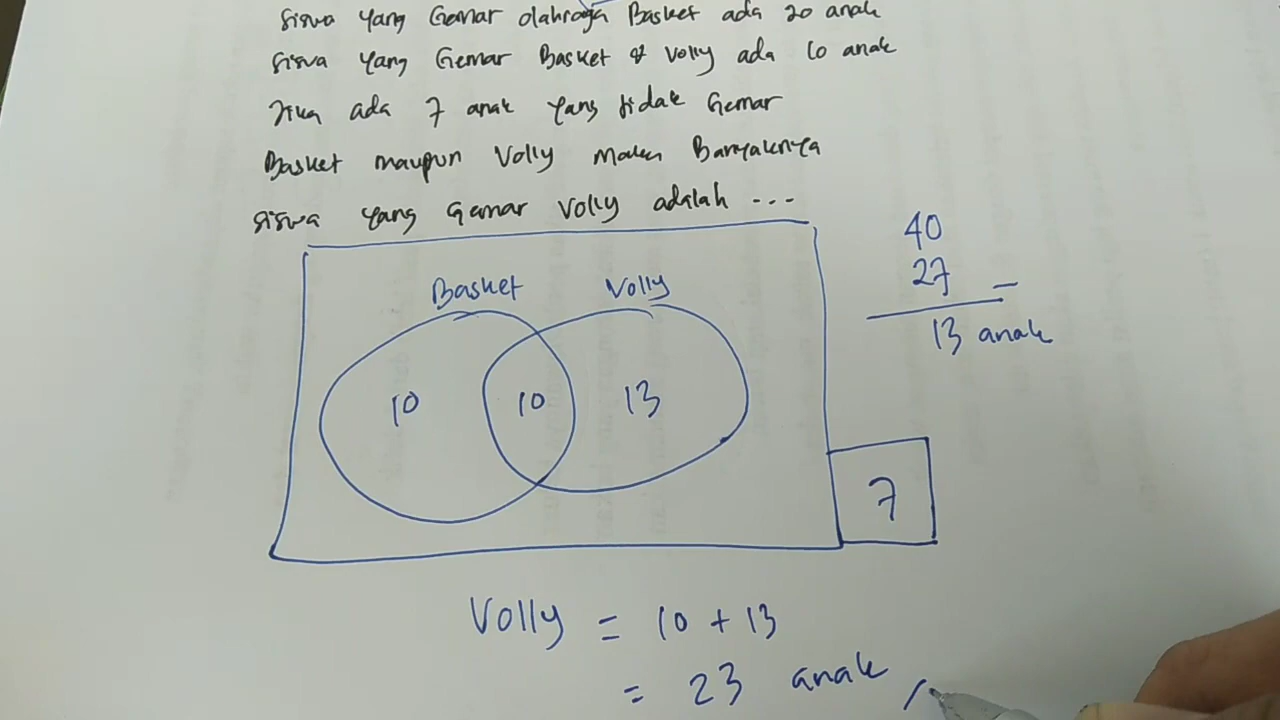 siswa yang Gemar olahraga Basket ada 20 anak
siswa yang Gemar Basket & Volly ada 10 anak
Jika ada 7 anak yang tidak Gemar
Basket maupun Volly maka Banyaknya
siswa yang Gemar Volly adalah ...
40
27 -
13 anak
Basket Volly
10 10 13
7
Volly = 10 + 13
= 23 anak